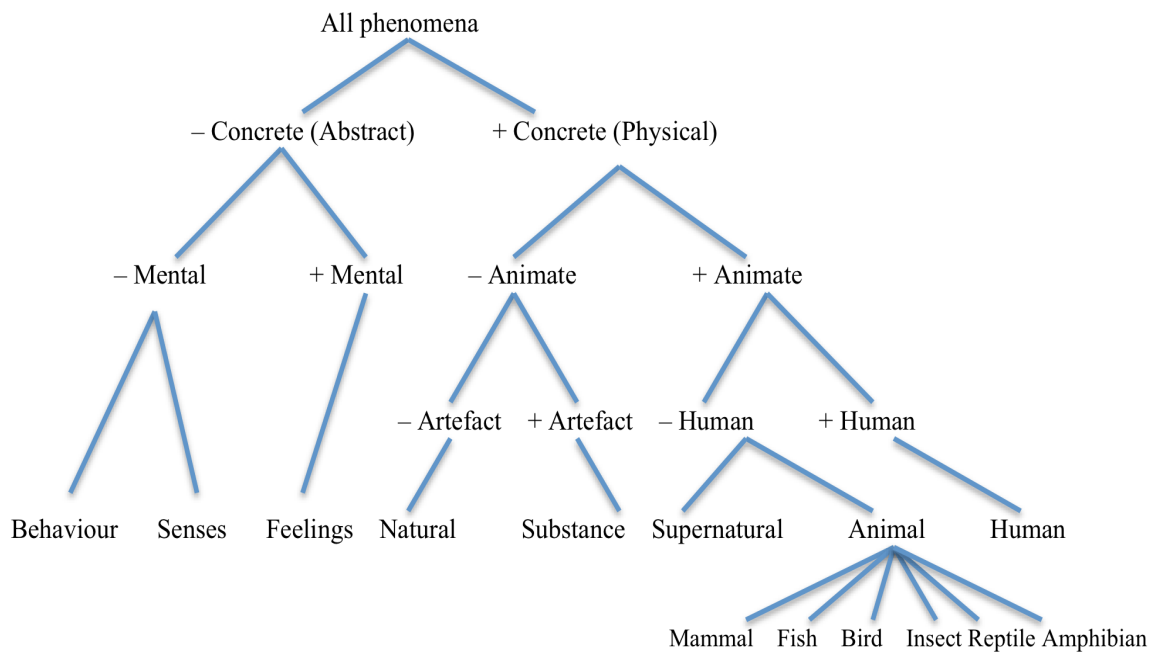 All phenomena
– Concrete (Abstract) + Concrete (Physical)
– Mental + Mental – Animate + Animate
– Artefact + Artefact – Human + Human
Behaviour Senses Feelings Natural Substance Supernatural Animal Human
Mammal Fish Bird Insect Reptile Amphibian